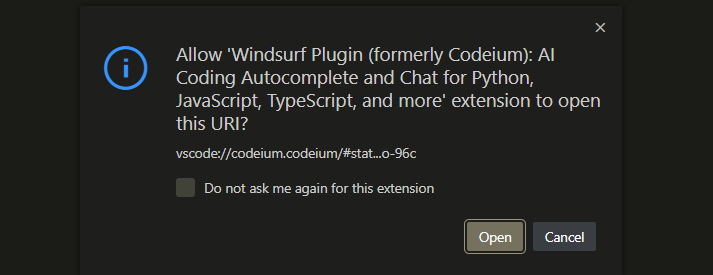 Allow 'Windsurf Plugin (formerly Codeium): AI
Coding Autocomplete and Chat for Python,
JavaScript, TypeScript, and more' extension to open
this URI?
vscode://codeium.codeium/#stat...o-96c
Do not ask me again for this extension
Open Cancel